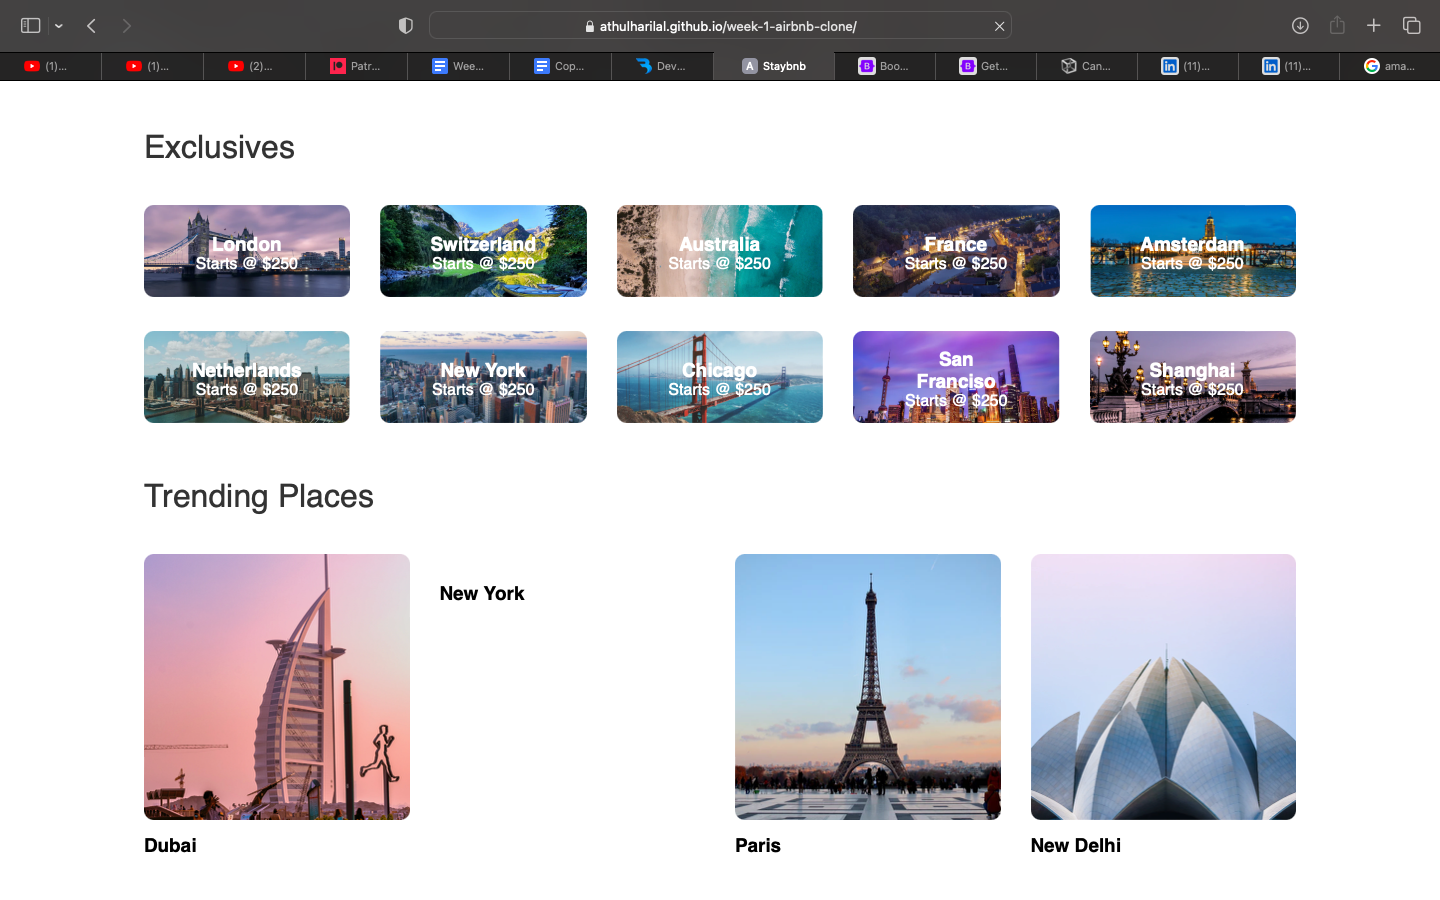 athulharilal.github.io/week-1-airbnb-clone/
(1)...
(1)...
(2)...
Patr...
Wee...
Cop...
Dev...
A Staybnb
B Boo...
B Get...
Can...
in (11)...
in (11)...
G ama...
Exclusives
London
Starts @ $250
Switzerland
Starts @ $250
Australia
Starts @ $250
France
Starts @ $250
Amsterdam
Starts @ $250
Netherlands
Starts @ $250
New York
Starts @ $250
Chicago
Starts @ $250
San
Franciso
Starts @ $250
Shanghai
Starts @ $250
Trending Places
Dubai
New York
Paris
New Delhi